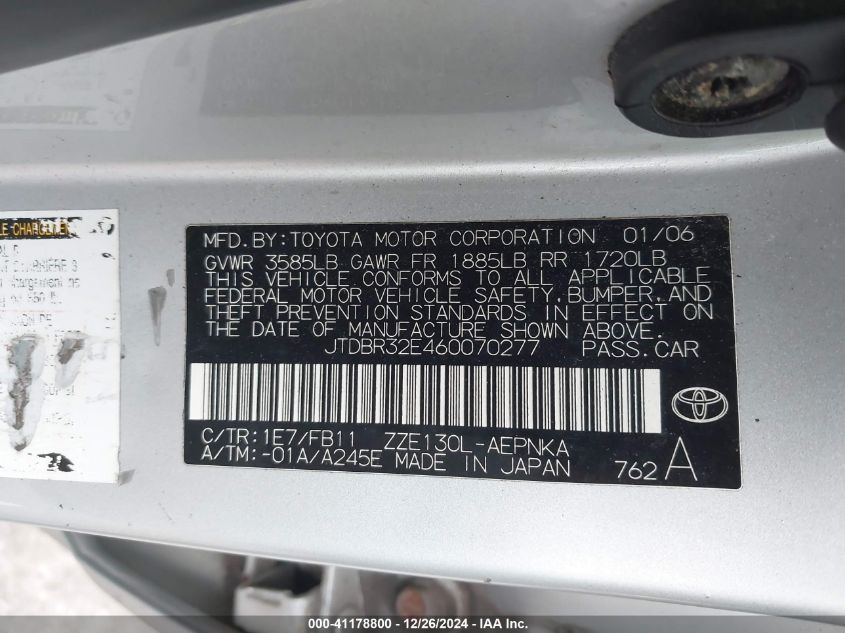 LE CHARGEMENT
MFD. BY: TOYOTA MOTOR CORPORATION 01/06
GVWR 3585LB GAWR FR 1885LB RR 1720LB
THIS VEHICLE CONFORMS TO ALL APPLICABLE
FEDERAL MOTOR VEHICLE SAFETY, BUMPER, AND
THEFT PREVENTION STANDARDS IN EFFECT ON
THE DATE OF MANUFACTURE SHOWN ABOVE.
JTDBR32E460070277 PASS. CAR
C/TR: 1E7/FB11 ZZE130L-AEPNKA
A/TM: -01A/A245E MADE IN JAPAN 762 A
000-41178800 - 12/26/2024 - IAA Inc.